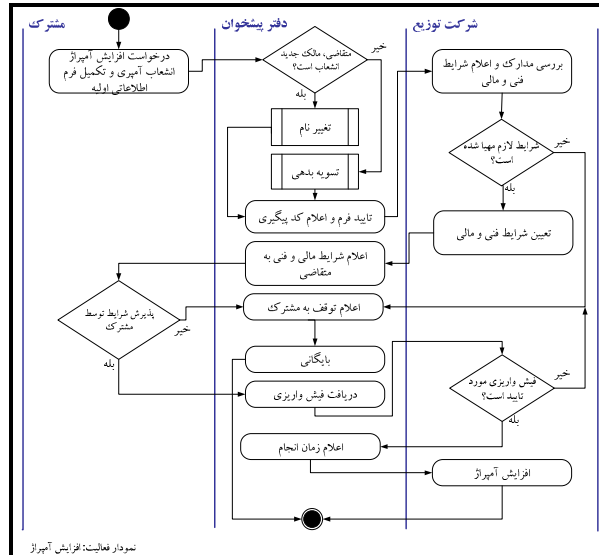 شرکت توزیع
دفتر پیشخوان
مشترک
درخواست افزایش آمپراژ
انشعاب آمپری و تکمیل فرم
اطلاعاتی اولیه
متقاضی، مالک جدید
انشعاب است؟
خیر
بله
تغییر نام
تسویه بدهی
تایید فرم و اعلام کد پیگیری
بررسی مدارک و اعلام شرایط
فنی و مالی
شرایط لازم مهیا شده
است؟
خیر
بله
تعیین شرایط فنی و مالی
اعلام شرایط مالی و فنی به
متقاضی
پذیرش شرایط توسط
مشترک
خیر
بله
اعلام توقف به مشترک
بایگانی
دریافت فیش واریزی
فیش واریزی مورد
تایید است؟
خیر
بله
اعلام زمان انجام
افزایش آمپراژ
نمودار فعالیت: افزایش آمپراژ